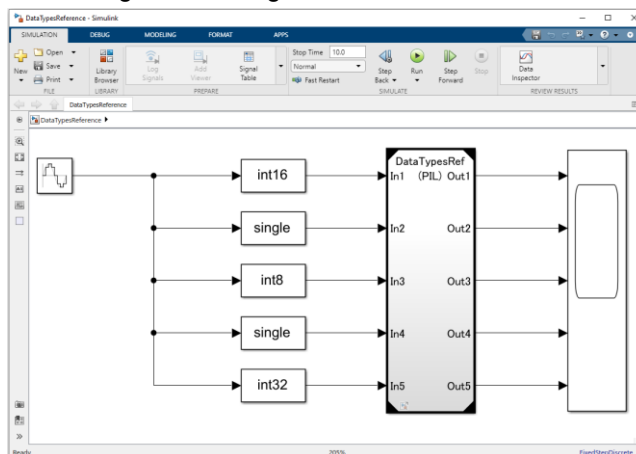 DataTypesReference - Simulink
SIMULATION DEBUG MODELING FORMAT APPS
New
Open
Save
Print
FILE
Library Browser
LIBRARY
Log Signals
Add Viewer
Signal Table
PREPARE
Stop Time 10.0
Normal
Fast Restart
Step Back
Run
Step Forward
Stop
SIMULATE
Data Inspector
REVIEW RESULTS
DataTypesReference
DataTypesReference
DataTypesRef
int16 In1 (PIL) Out1
single In2 Out2
int8 In3 Out3
single In4 Out4
int32 In5 Out5
Ready 205% FixedStepDiscrete